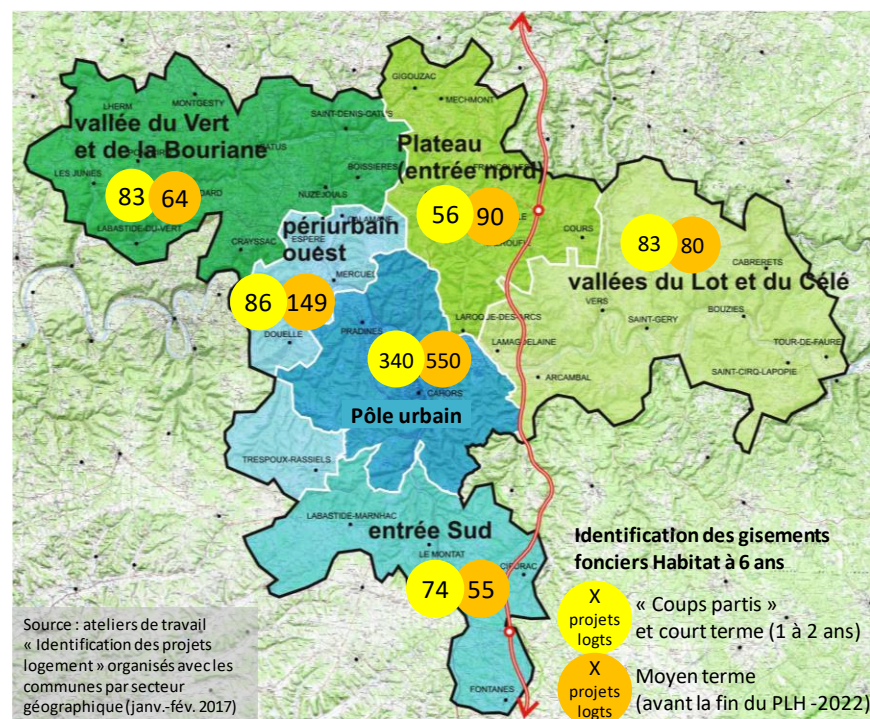 GIGOUZAC
MECHMONT
LHERM
MONTGESTY
SAINT-DENIS-CATUS
vallée du Vert
et de la Bouriane
CATUS
LES JUNIES
BOISSIERES
NUZEJOULS
83
64
LABASTIDE-DU-VERT
CRAYSSAC
Plateau
(entrée nord)
56
90
COURS
83
80
CABRERETS
vallées du Lot et du Célé
périurbain
ouest
CALAMANE
ESPERE
MERCUES
86
149
DOUELLE
VERS
SAINT-GERY
BOUZIES
TOUR-DE-FAURE
SAINT-CIRQ-LAPOPIE
LAROQUE-DES-ARCS
LAMAGDELAINE
ARCAMBAL
PRADINES
340
550
CAHORS
Pôle urbain
TRESPOUX-RASSIELS
LABASTIDE-MARNHAC
entrée Sud
LE MONTAT
CIEURAC
74
55
FONTANES
Identification des gisements
fonciers Habitat à 6 ans
X
projets
logts
« Coups partis »
et court terme (1 à 2 ans)
X
projets
logts
Moyen terme
(avant la fin du PLH -2022)
Source : ateliers de travail
« Identification des projets
logement » organisés avec les
communes par secteur
géographique (janv.-fév. 2017)